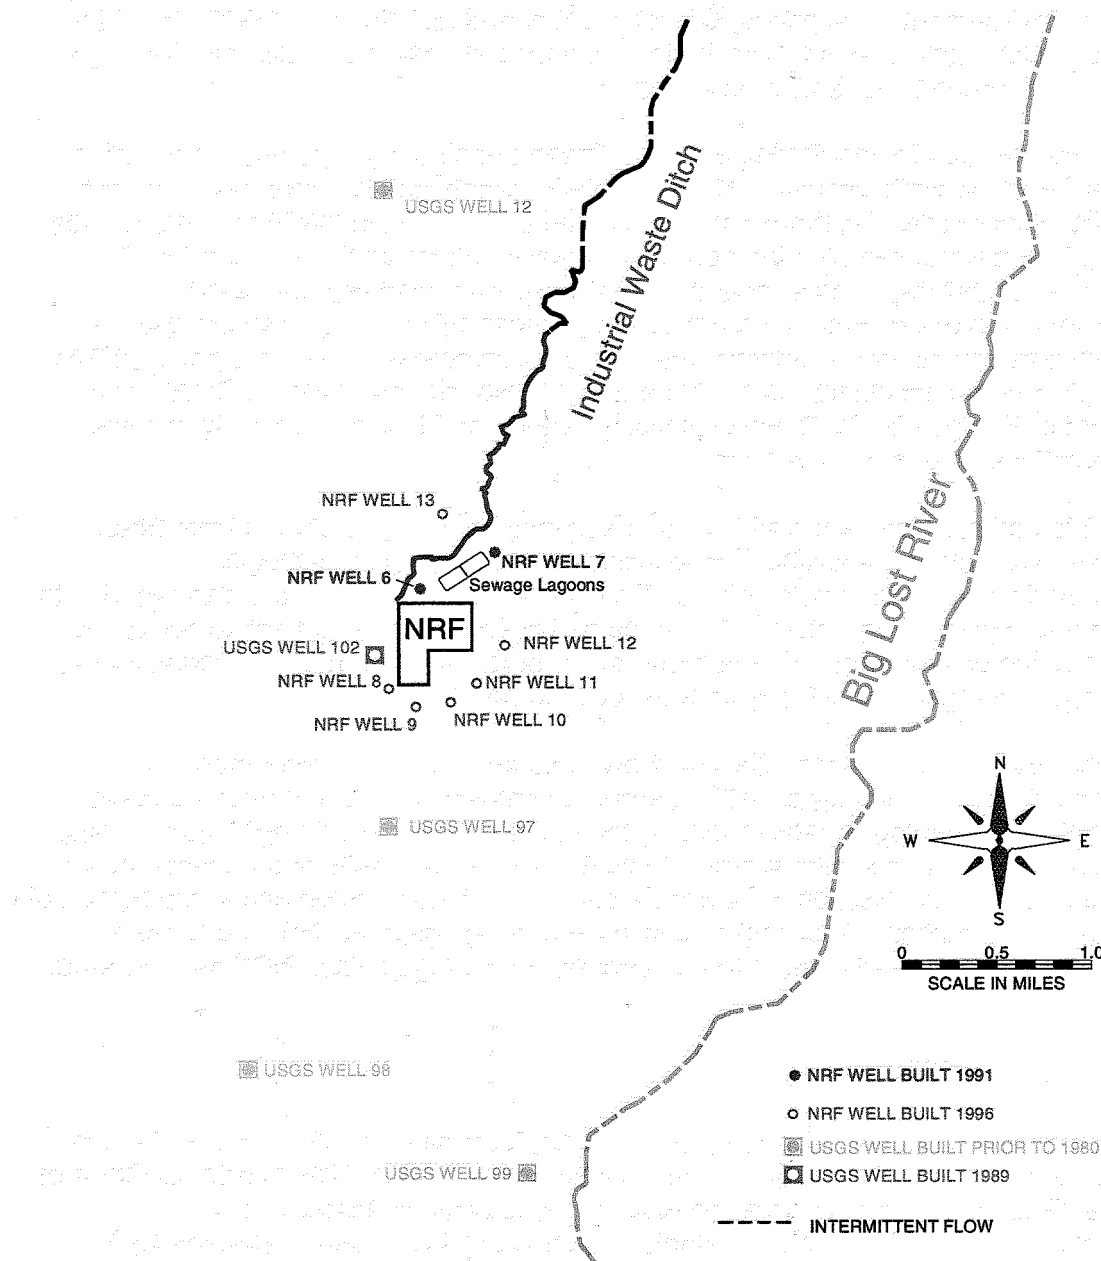 USGS WELL 12
Industrial Waste Ditch
Big Lost River
NRF WELL 13
NRF WELL 7
NRF WELL 6
Sewage Lagoons
NRF
NRF WELL 12
USGS WELL 102
NRF WELL 8
NRF WELL 11
NRF WELL 9
NRF WELL 10
USGS WELL 97
N
W
E
S
0 0.5 1.0
SCALE IN MILES
USGS WELL 98
USGS WELL 99
NRF WELL BUILT 1991
NRF WELL BUILT 1996
USGS WELL BUILT PRIOR TO 1980
USGS WELL BUILT 1989
INTERMITTENT FLOW